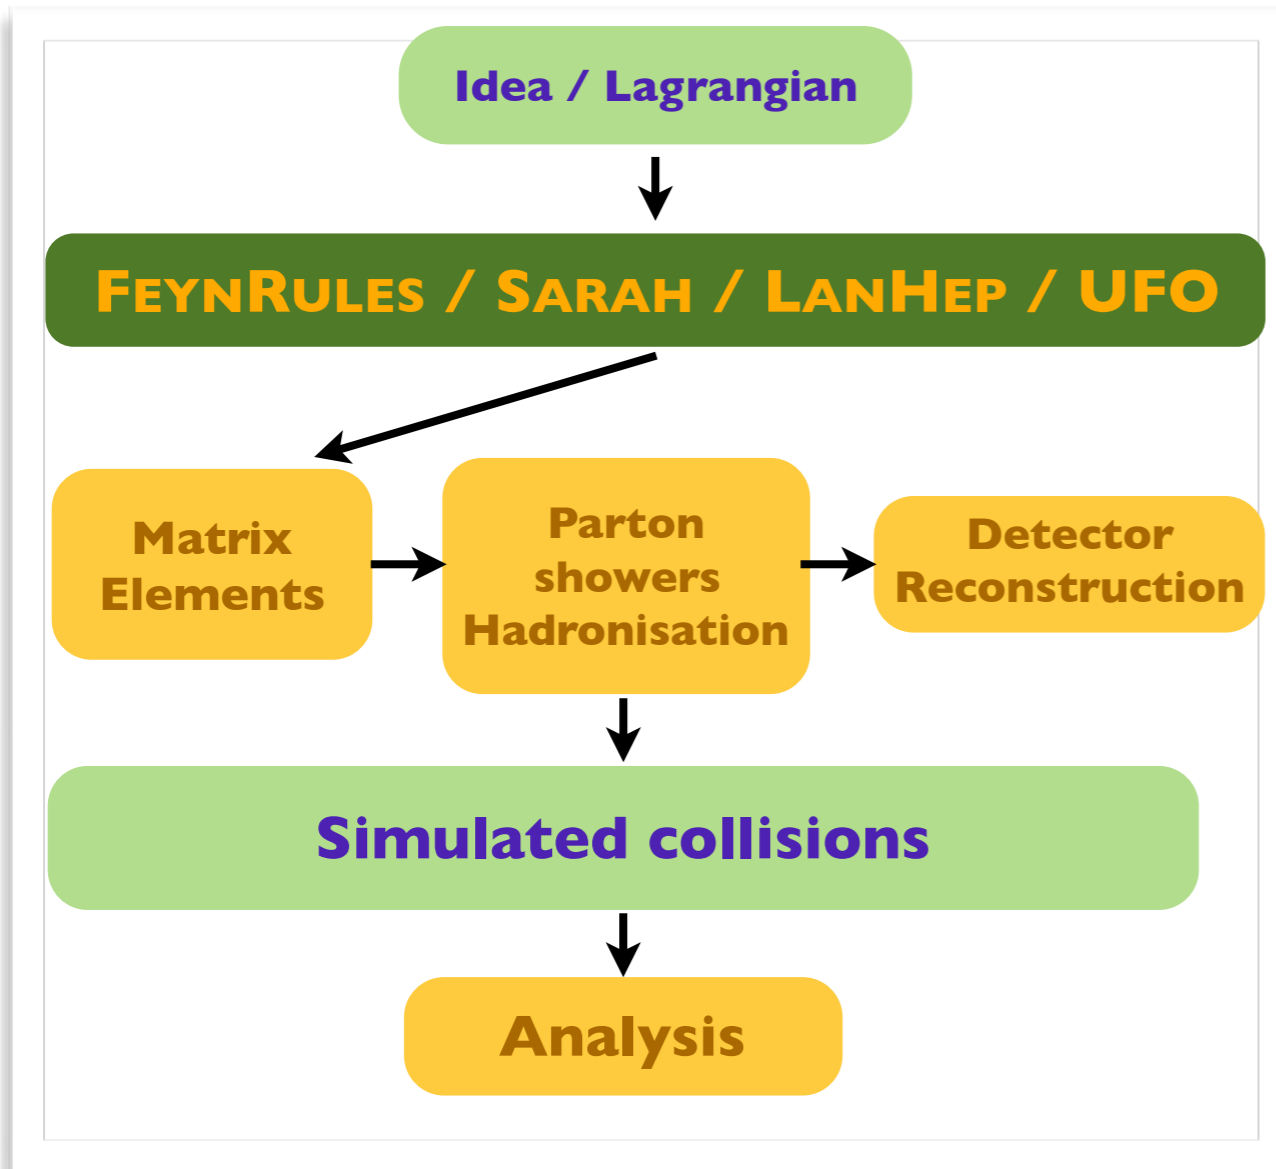 Idea / Lagrangian
FEYNRULES / SARAH / LANHEP / UFO
Matrix
Elements
Parton
showers
Hadronisation
Detector
Reconstruction
Simulated collisions
Analysis